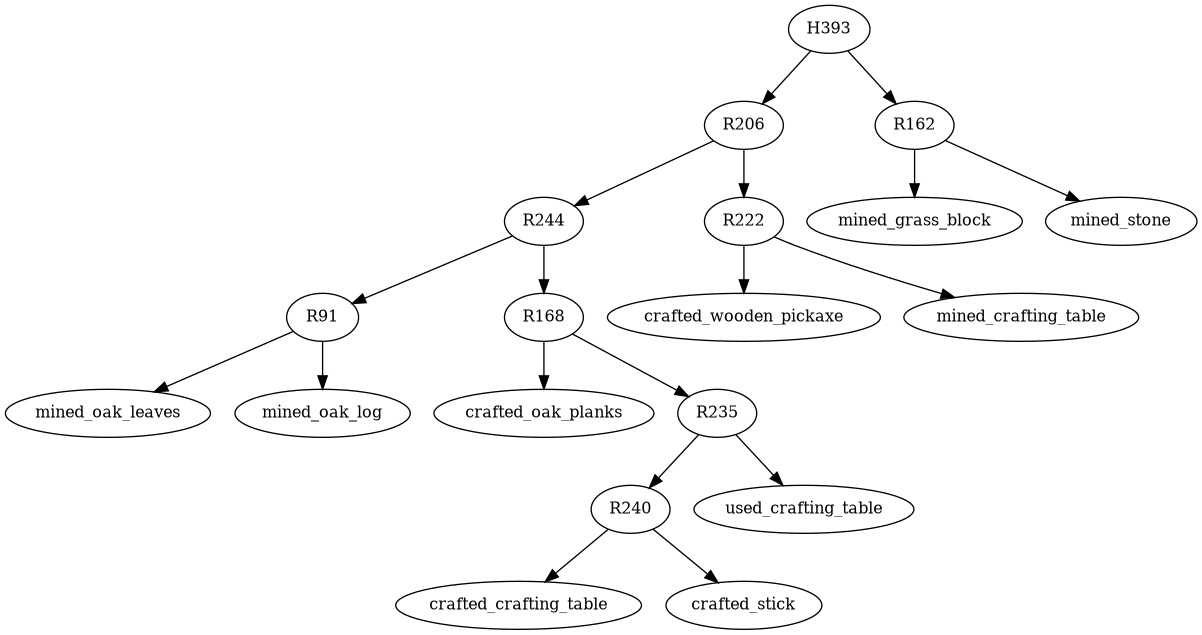 H393
R206
R162
R244
R222
mined_grass_block
mined_stone
R91
R168
crafted_wooden_pickaxe
mined_crafting_table
mined_oak_leaves
mined_oak_log
crafted_oak_planks
R235
R240
used_crafting_table
crafted_crafting_table
crafted_stick